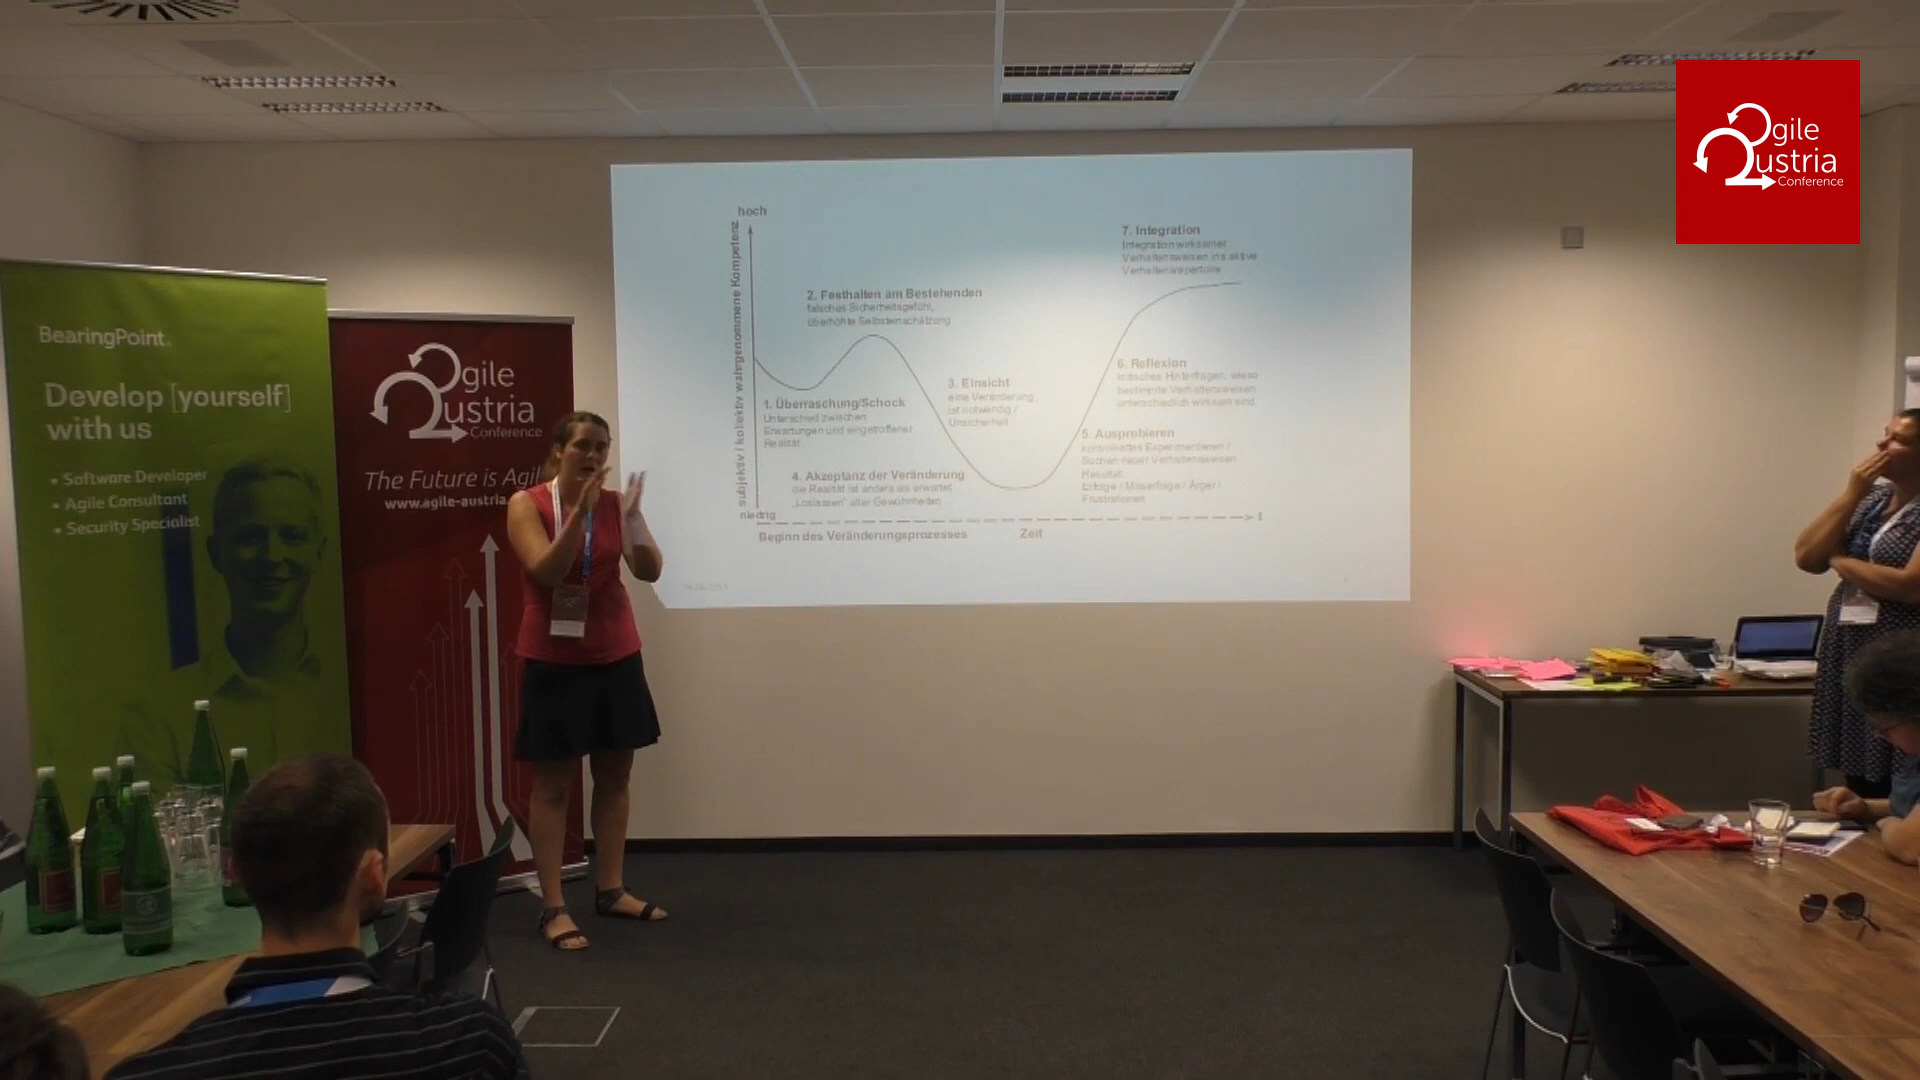 BearingPoint.
Develop [yourself]
with us
• Software Developer
• Agile Consultant
• Security Specialist
agile
austria
Conference
The Future is Agil
www.agile-austria.
hoch
subjektiv / kollektiv wahrgenommene Kompetenz
niedrig
1. Überraschung/Schock
Unterschied zwischen
Erwartungen und eingetroffener
Realität
2. Festhalten am Bestehenden
falsches Sicherheitsgefühl,
überhöhte Selbsteinschätzung
3. Einsicht
eine Veränderung
ist notwendig /
Unsicherheit
4. Akzeptanz der Veränderung
die Realität ist anders als erwartet
„Loslassen" alter Gewohnheiten
5. Ausprobieren
kontrolliertes Experimentieren /
Suchen neuer Verhaltensweisen
Resultat:
Erfolge / Misserfolge / Ärger /
Frustrationen
6. Reflexion
kritisches Hinterfragen, wieso
bestimmte Verhaltensweisen
unterschiedlich wirksam sind
7. Integration
Integration wirksamer
Verhaltensweisen ins aktive
Verhaltensrepertoire
t
Beginn des Veränderungsprozesses
Zeit
agile
austria
Conference